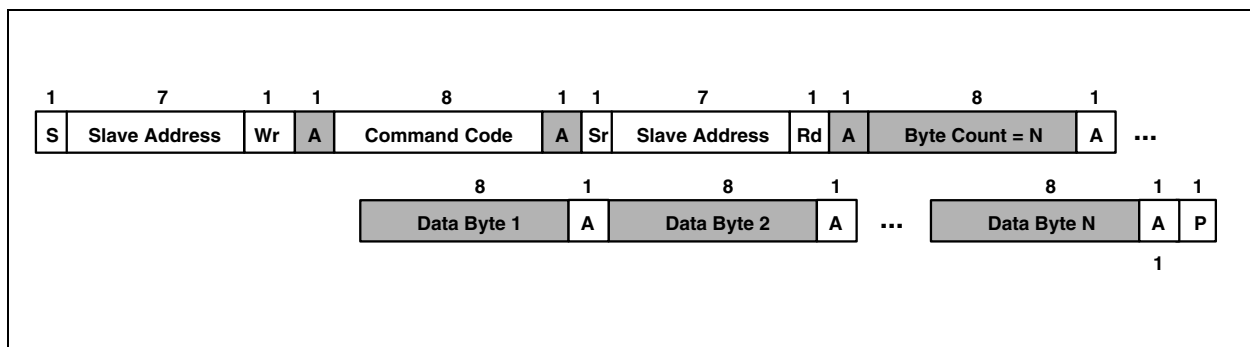 1 7 1 1 8 1 1 7 1 1 8 1
S Slave Address Wr A Command Code A Sr Slave Address Rd A Byte Count = N A ...
8 1 8 1 8 1 1
Data Byte 1 A Data Byte 2 A ... Data Byte N A P
1